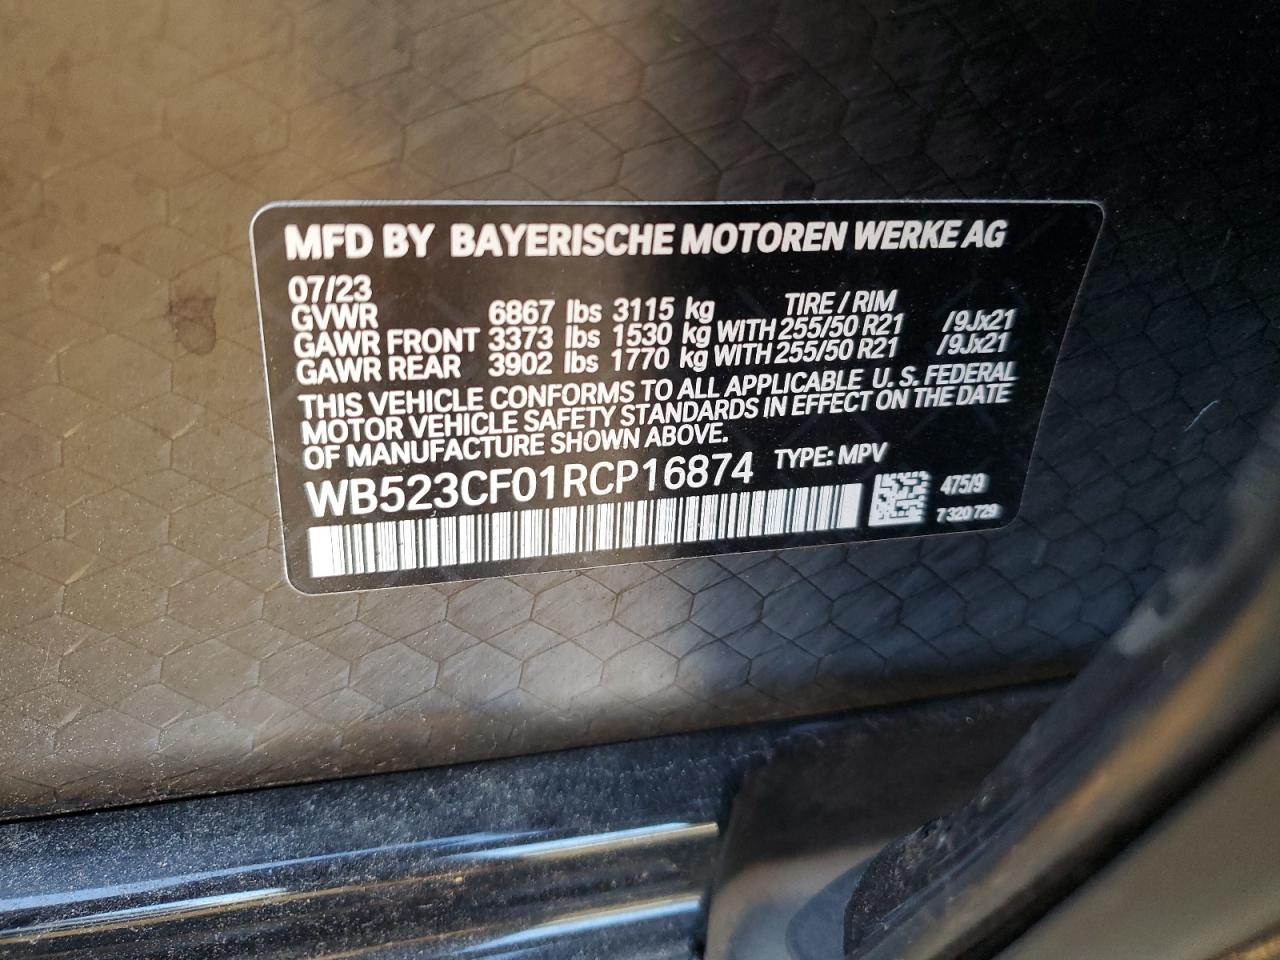 MFD BY BAYERISCHE MOTOREN WERKE AG
07/23
GVWR 6867 lbs 3115 kg TIRE / RIM
GAWR FRONT 3373 lbs 1530 kg WITH 255/50 R21 /9Jx21
GAWR REAR 3902 lbs 1770 kg WITH 255/50 R21 /9Jx21
THIS VEHICLE CONFORMS TO ALL APPLICABLE U. S. FEDERAL
MOTOR VEHICLE SAFETY STANDARDS IN EFFECT ON THE DATE
OF MANUFACTURE SHOWN ABOVE.
WB523CF01RCP16874 TYPE: MPV
475/9
7 320 729